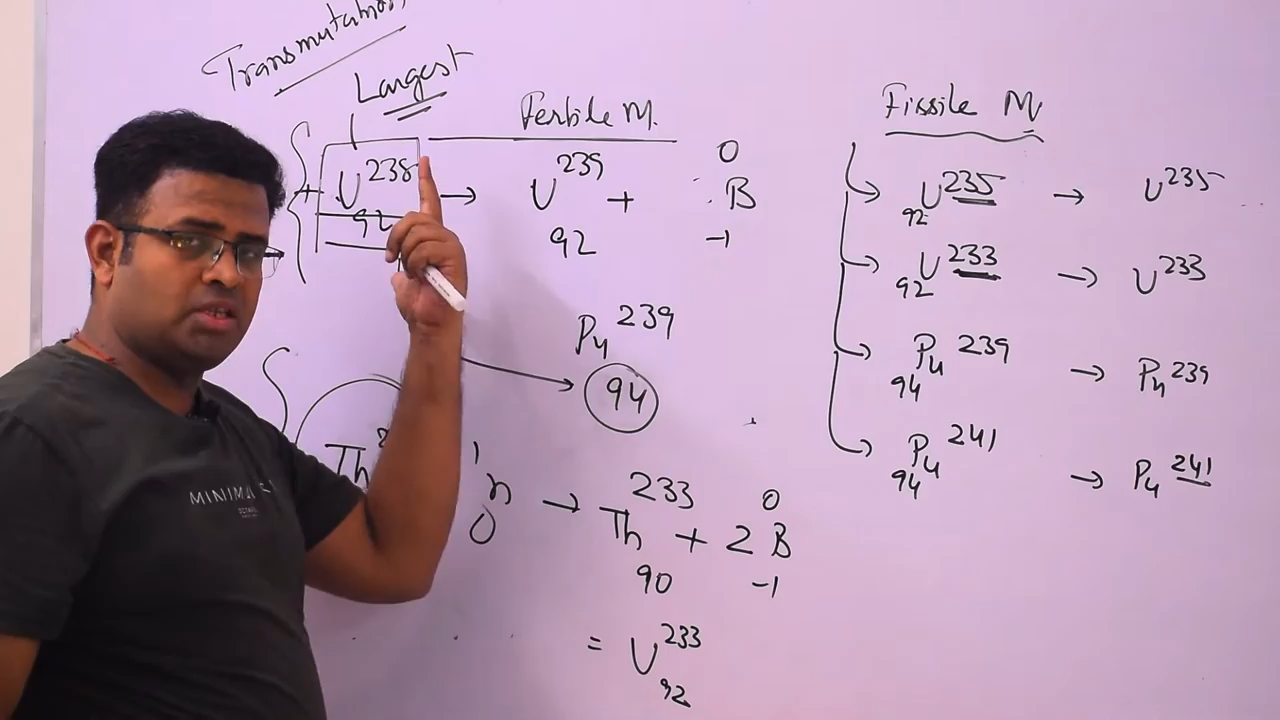 Transmutation
Largest
Fertile M.
U 238 → U 239 + 0 B
92 92 -1
Pu 239
94
Th 1 n → Th 233 + 2 0 B
0 90 -1
= U 233
92
Fissile M
92 U 235 → U 235
92 U 233 → U 233
94 Pu 239 → Pu 239
94 Pu 241 → Pu 241